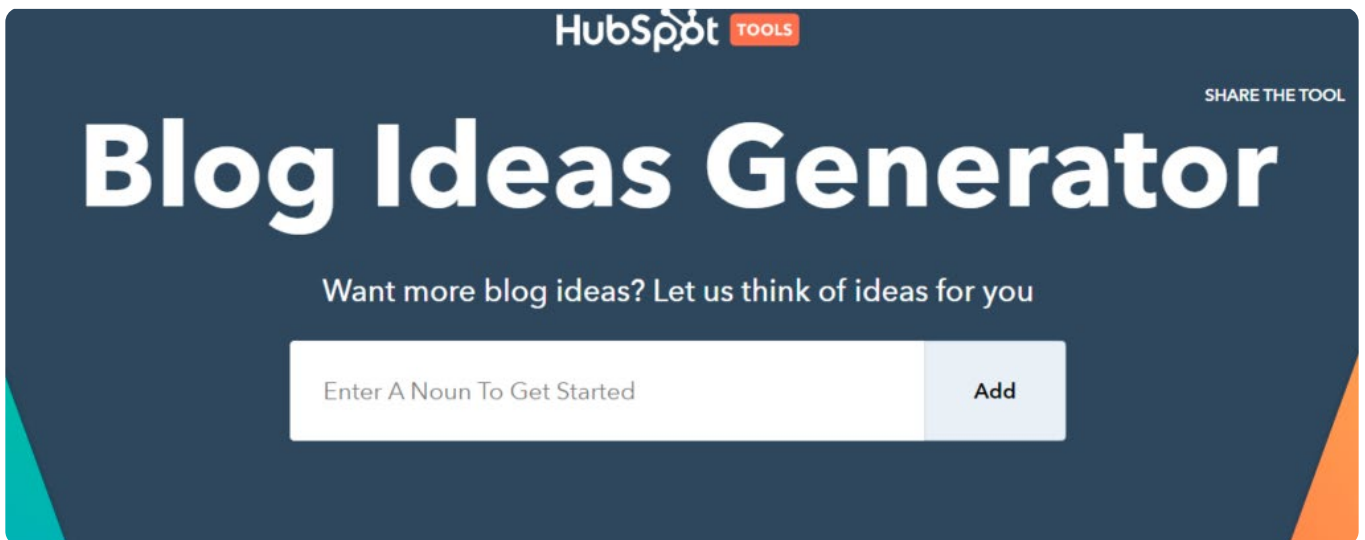 HubSpot TOOLS
SHARE THE TOOL
Blog Ideas Generator
Want more blog ideas? Let us think of ideas for you
Enter A Noun To Get Started
Add